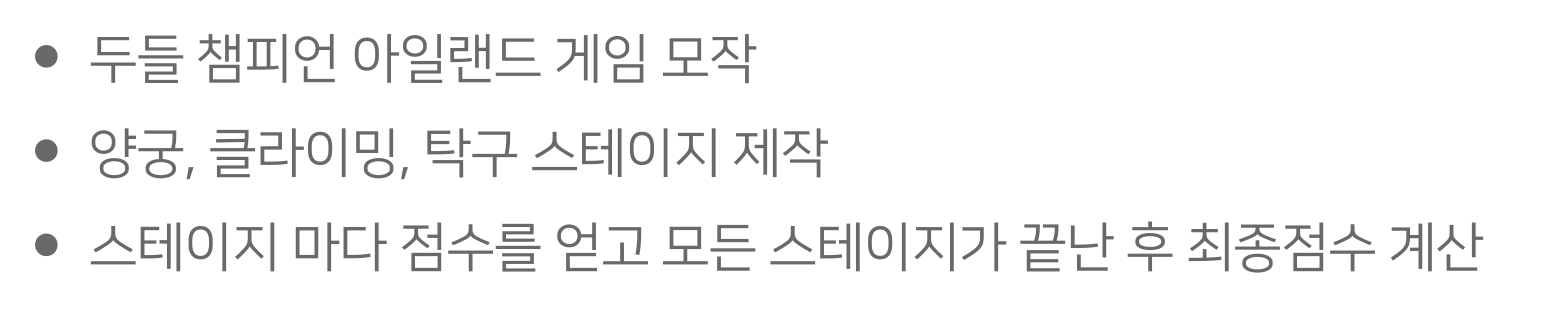 ● 두들 챔피언 아일랜드 게임 모작
● 양궁, 클라이밍, 탁구 스테이지 제작
● 스테이지 마다 점수를 얻고 모든 스테이지가 끝난 후 최종점수 계산